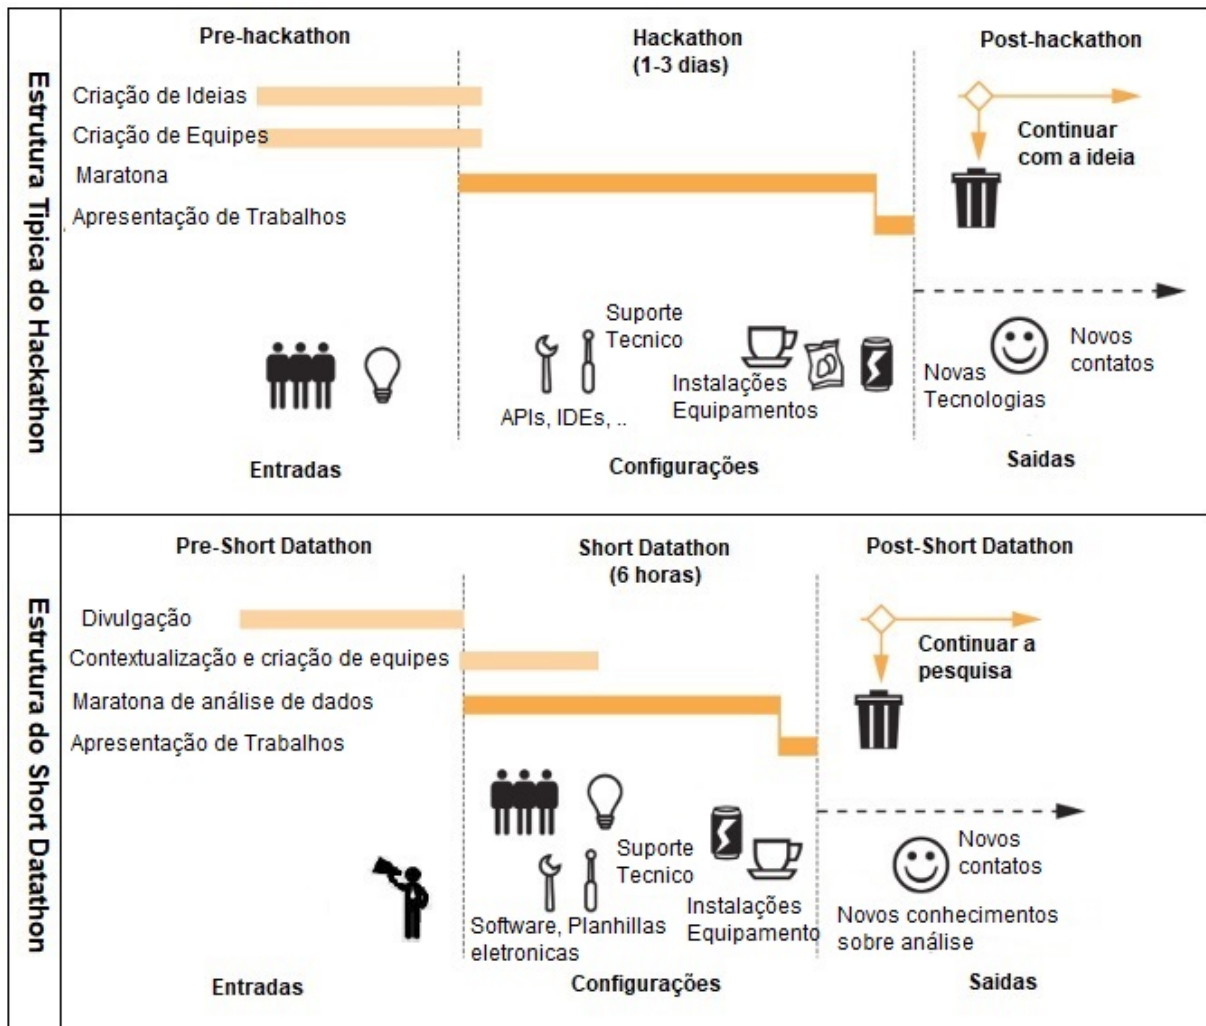 Estrutura Tipica do Hackathon
Pre-hackathon
Hackathon
(1-3 dias)
Post-hackathon
Criação de Ideias
Criação de Equipes
Maratona
Apresentação de Trabalhos
Continuar
com a ideia
Suporte
Tecnico
APIs, IDEs, ..
Instalações
Equipamentos
Novas
Tecnologias
Novos
contatos
Entradas
Configurações
Saidas
Estrutura do Short Datathon
Pre-Short Datathon
Short Datathon
(6 horas)
Post-Short Datathon
Divulgação
Contextualização e criação de equipes
Maratona de análise de dados
Apresentação de Trabalhos
Continuar a
pesquisa
Suporte
Tecnico
Software, Planhillas
eletronicas
Instalações
Equipamento
Novos
contatos
Novos conhecimentos
sobre análise
Entradas
Configurações
Saidas